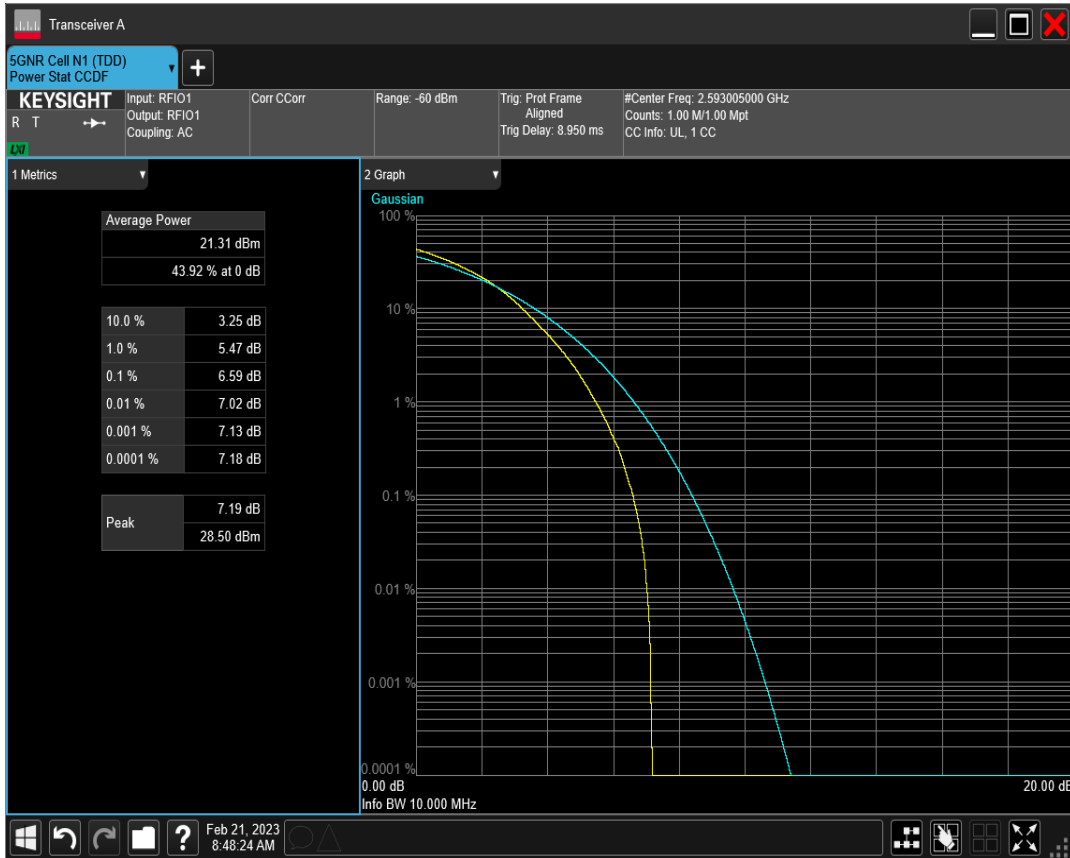 Transceiver A
5GNR Cell N1 (TDD)
Power Stat CCDF
+
KEYSIGHT
R T
LXI
Input: RFIO1
Output: RFIO1
Coupling: AC
Corr CCorr
Range: -60 dBm
Trig: Prot Frame
Aligned
Trig Delay: 8.950 ms
#Center Freq: 2.593005000 GHz
Counts: 1.00 M/1.00 Mpt
CC Info: UL, 1 CC
1 Metrics
Average Power
21.31 dBm
43.92 % at 0 dB
10.0 % 3.25 dB
1.0 % 5.47 dB
0.1 % 6.59 dB
0.01 % 7.02 dB
0.001 % 7.13 dB
0.0001 % 7.18 dB
Peak
7.19 dB
28.50 dBm
2 Graph
Gaussian
100 %
10 %
1 %
0.1 %
0.01 %
0.001 %
0.0001 %
0.00 dB 20.00 dB
Info BW 10.000 MHz
?
Feb 21, 2023
8:48:24 AM